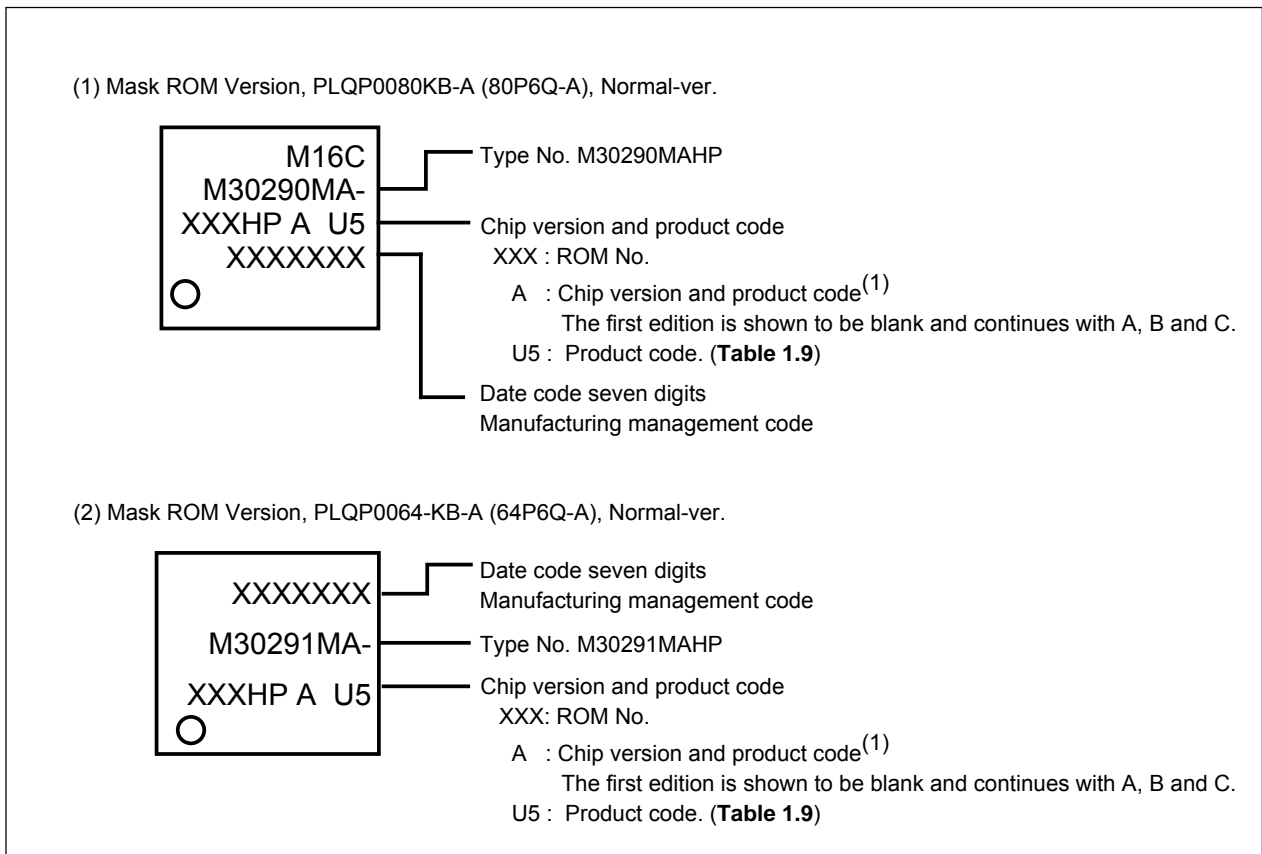 (1) Mask ROM Version, PLQP0080KB-A (80P6Q-A), Normal-ver.
M16C
M30290MA-
XXXHP A U5
XXXXXXX
Type No. M30290MAHP
Chip version and product code
XXX : ROM No.
A : Chip version and product code(1)
The first edition is shown to be blank and continues with A, B and C.
U5 : Product code. (Table 1.9)
Date code seven digits
Manufacturing management code
(2) Mask ROM Version, PLQP0064-KB-A (64P6Q-A), Normal-ver.
XXXXXXX
M30291MA-
XXXHP A U5
Date code seven digits
Manufacturing management code
Type No. M30291MAHP
Chip version and product code
XXX: ROM No.
A : Chip version and product code(1)
The first edition is shown to be blank and continues with A, B and C.
U5 : Product code. (Table 1.9)